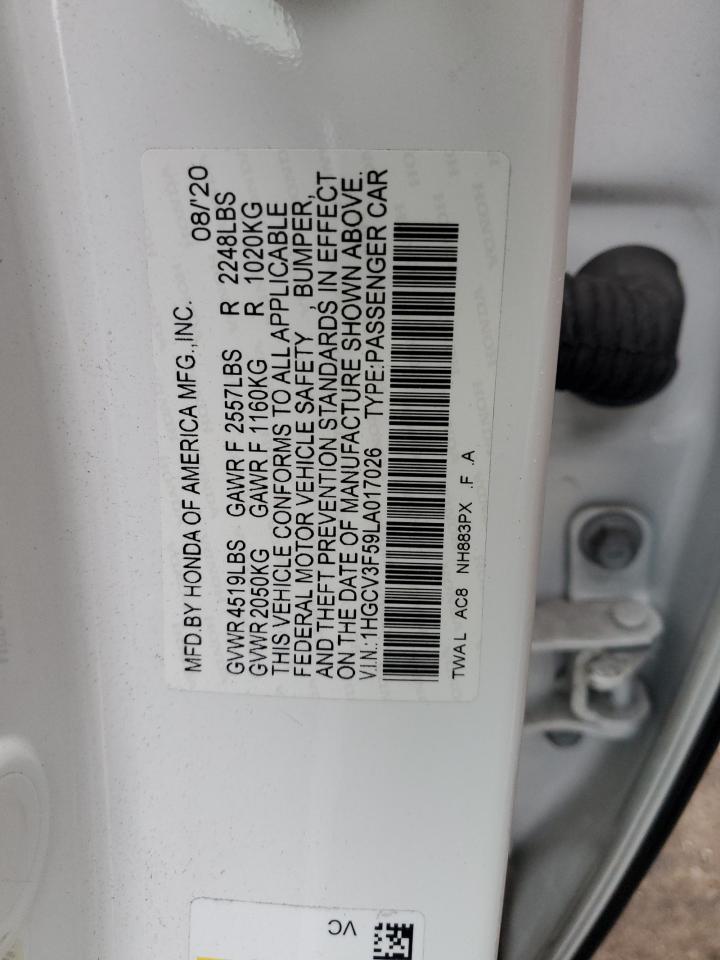 MFD.BY HONDA OF AMERICA MFG.,INC. 08/'20
GVWR 4519LBS GAWR F 2557LBS R 2248LBS
GVWR 2050KG GAWR F 1160KG R 1020KG
THIS VEHICLE CONFORMS TO ALL APPLICABLE
FEDERAL MOTOR VEHICLE SAFETY , BUMPER,
AND THEFT PREVENTION STANDARDS IN EFFECT
ON THE DATE OF MANUFACTURE SHOWN ABOVE.
V.I.N.:1HGCV3F59LA017026 TYPE:PASSENGER CAR
TWAL AC8 NH883PX .F .A
HONDA HONDA
VC